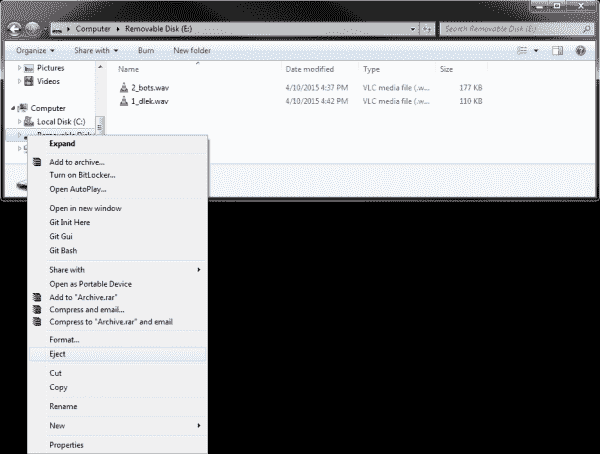 Computer ▸ Removable Disk (E:)
Search Removable Disk (E:)
Organize Share with Burn New folder
Pictures
Videos
Computer
Local Disk (C:)
Removable Disk
Name Date modified Type Size
2_bots.wav 4/10/2015 4:37 PM VLC media file (.w... 177 KB
1_dlek.wav 4/10/2015 4:42 PM VLC media file (.w... 110 KB
Expand
Add to archive...
Turn on BitLocker...
Open AutoPlay...
Open in new window
Git Init Here
Git Gui
Git Bash
Share with
Open as Portable Device
Add to "Archive.rar"
Compress and email...
Compress to "Archive.rar" and email
Format...
Eject
Cut
Copy
Rename
New
Properties